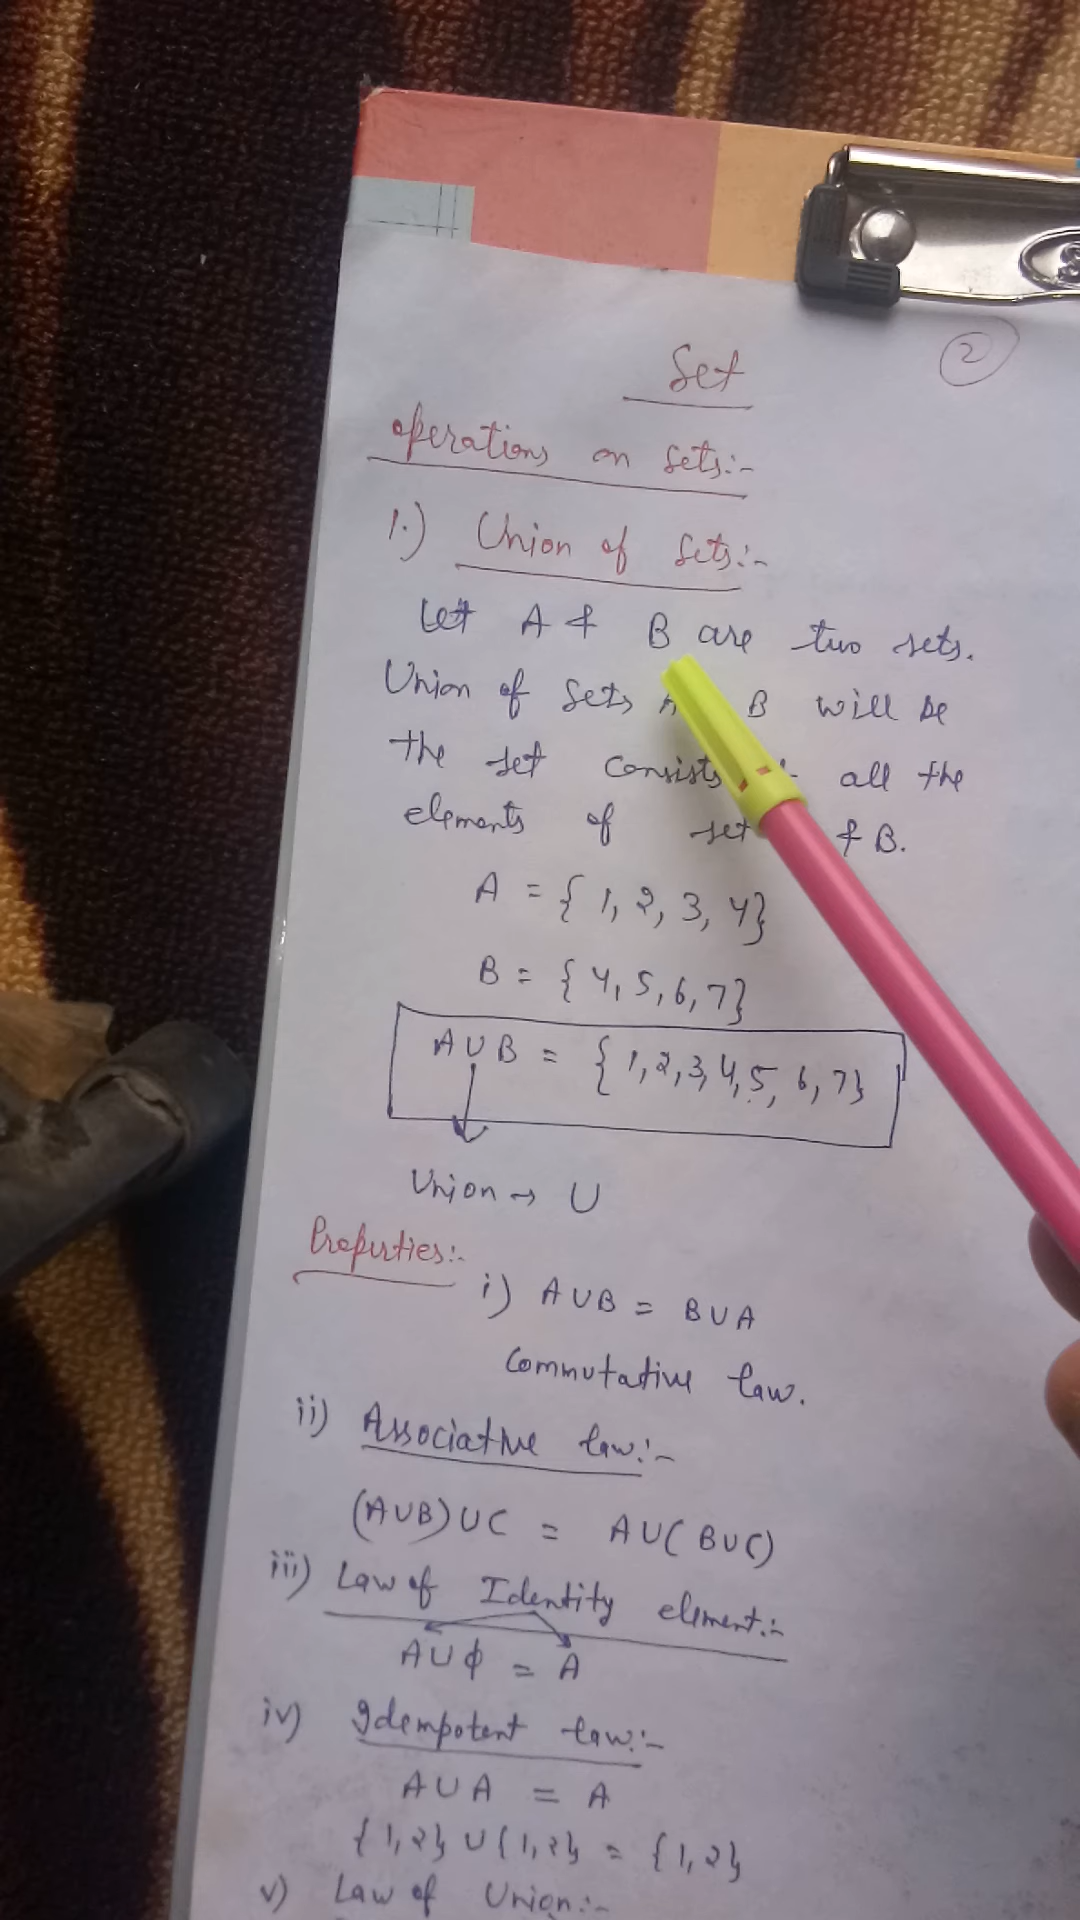 2
Set
operations on sets:-
1.) Union of sets:-
Let A & B are two sets.
Union of sets A B will be
the set consists all the
elements of set & B.
A = { 1, 2, 3, 4}
B = { 4, 5, 6, 7}
A ∪ B = { 1, 2, 3, 4, 5, 6, 7}
Union → ∪
Properties:-
i) A ∪ B = B ∪ A
Commutative law.
ii) Associative law:-
(A∪B)∪C = A∪(B∪C)
iii) Law of Identity element:-
A∪ϕ = A
iv) Idempotent law:-
A∪A = A
{1,2} ∪ {1,2} = {1,2}
v) Law of Union:-